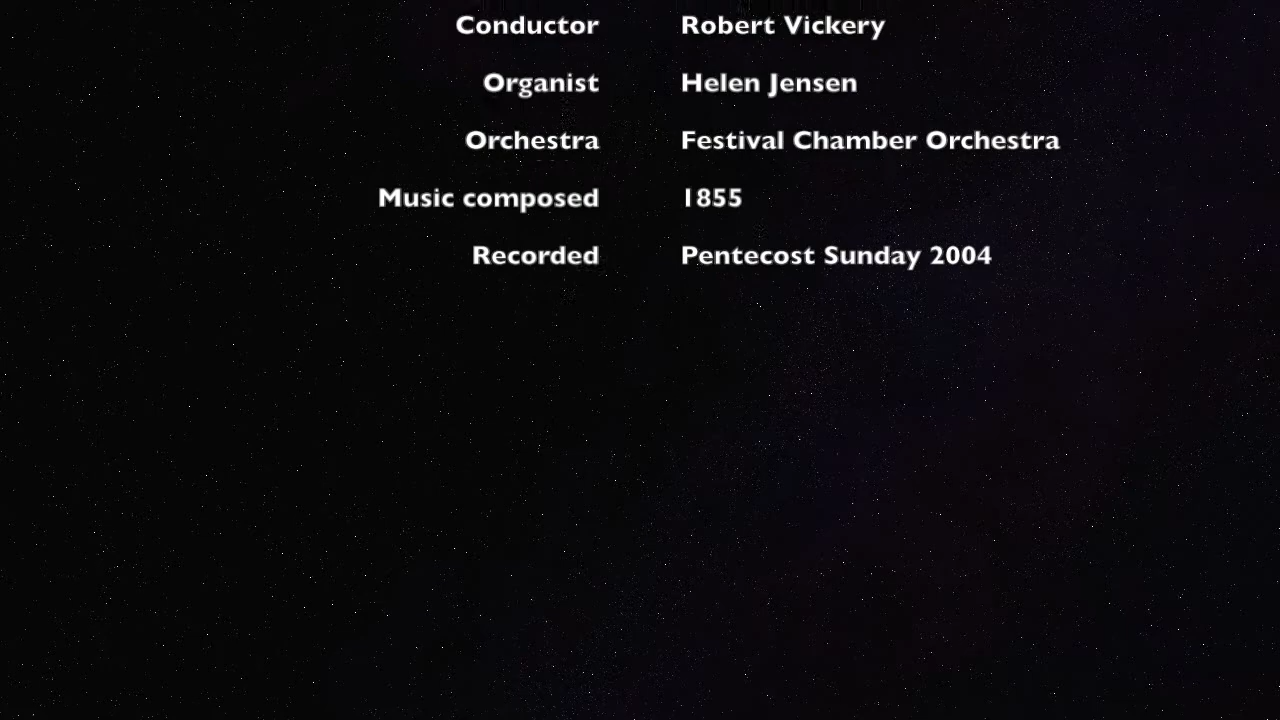 Conductor Robert Vickery
Organist Helen Jensen
Orchestra Festival Chamber Orchestra
Music composed 1855
Recorded Pentecost Sunday 2004